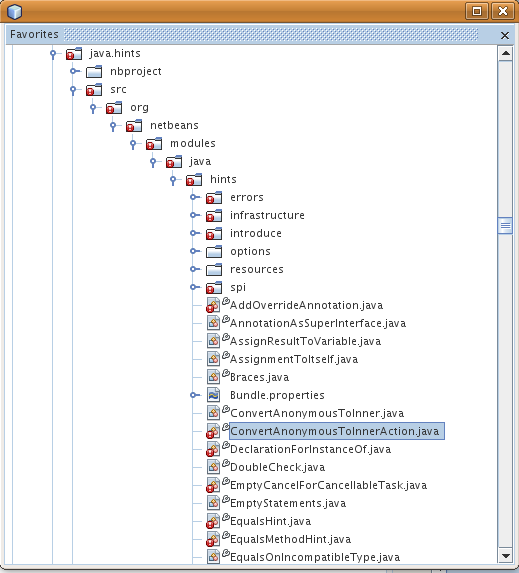 Favorites
java.hints
nbproject
src
org
netbeans
modules
java
hints
errors
infrastructure
introduce
options
resources
spi
AddOverrideAnnotation.java
AnnotationAsSuperInterface.java
AssignResultToVariable.java
AssignmentToItself.java
Braces.java
Bundle.properties
ConvertAnonymousToInner.java
ConvertAnonymousToInnerAction.java
DeclarationForInstanceOf.java
DoubleCheck.java
EmptyCancelForCancellableTask.java
EmptyStatements.java
EqualsHint.java
EqualsMethodHint.java
EqualsOnIncompatibleType.java